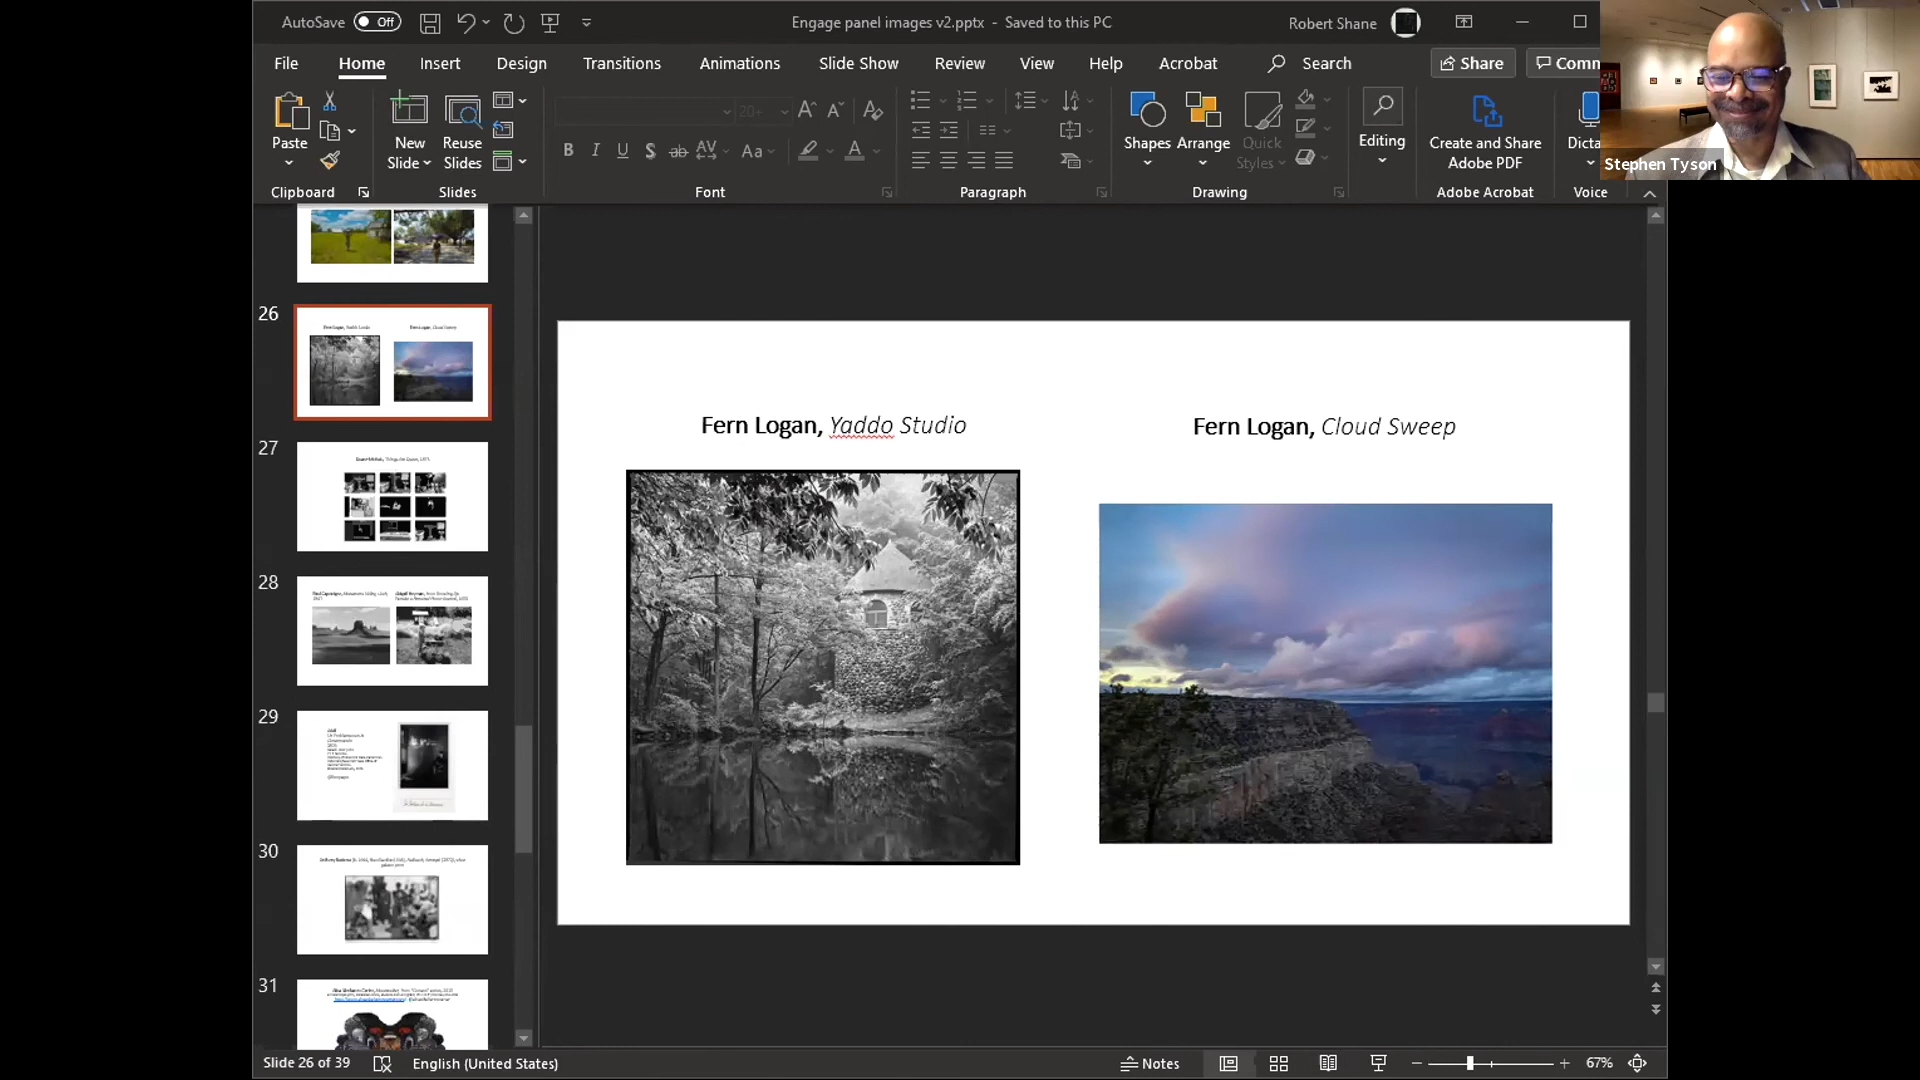 AutoSave Off Engage panel images v2.pptx - Saved to this PC Robert Shane
File Home Insert Design Transitions Animations Slide Show Review View Help Acrobat Search Share Comm
Paste New Slide Reuse Slides 20+ B I U S ab AV Aa A Shapes Arrange Quick Styles Editing Create and Share Adobe PDF Dicta
Clipboard Slides Font Paragraph Drawing Adobe Acrobat Voice
Stephen Tyson
26
27
28
29
30
31
Fern Logan, Yaddo Studio
Fern Logan, Cloud Sweep
Slide 26 of 39 English (United States) Notes 67%